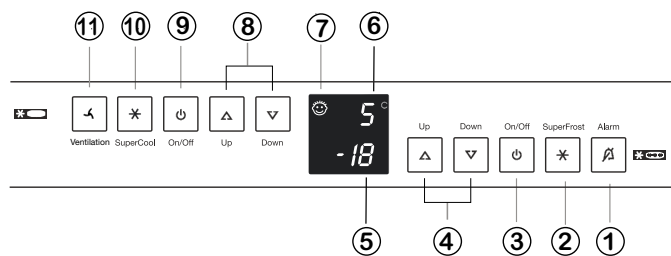 11 10 9 8 7 6
5 C
-18
Ventilation SuperCool On/Off Up Down
Up Down On/Off SuperFrost Alarm
5 4 3 2 1